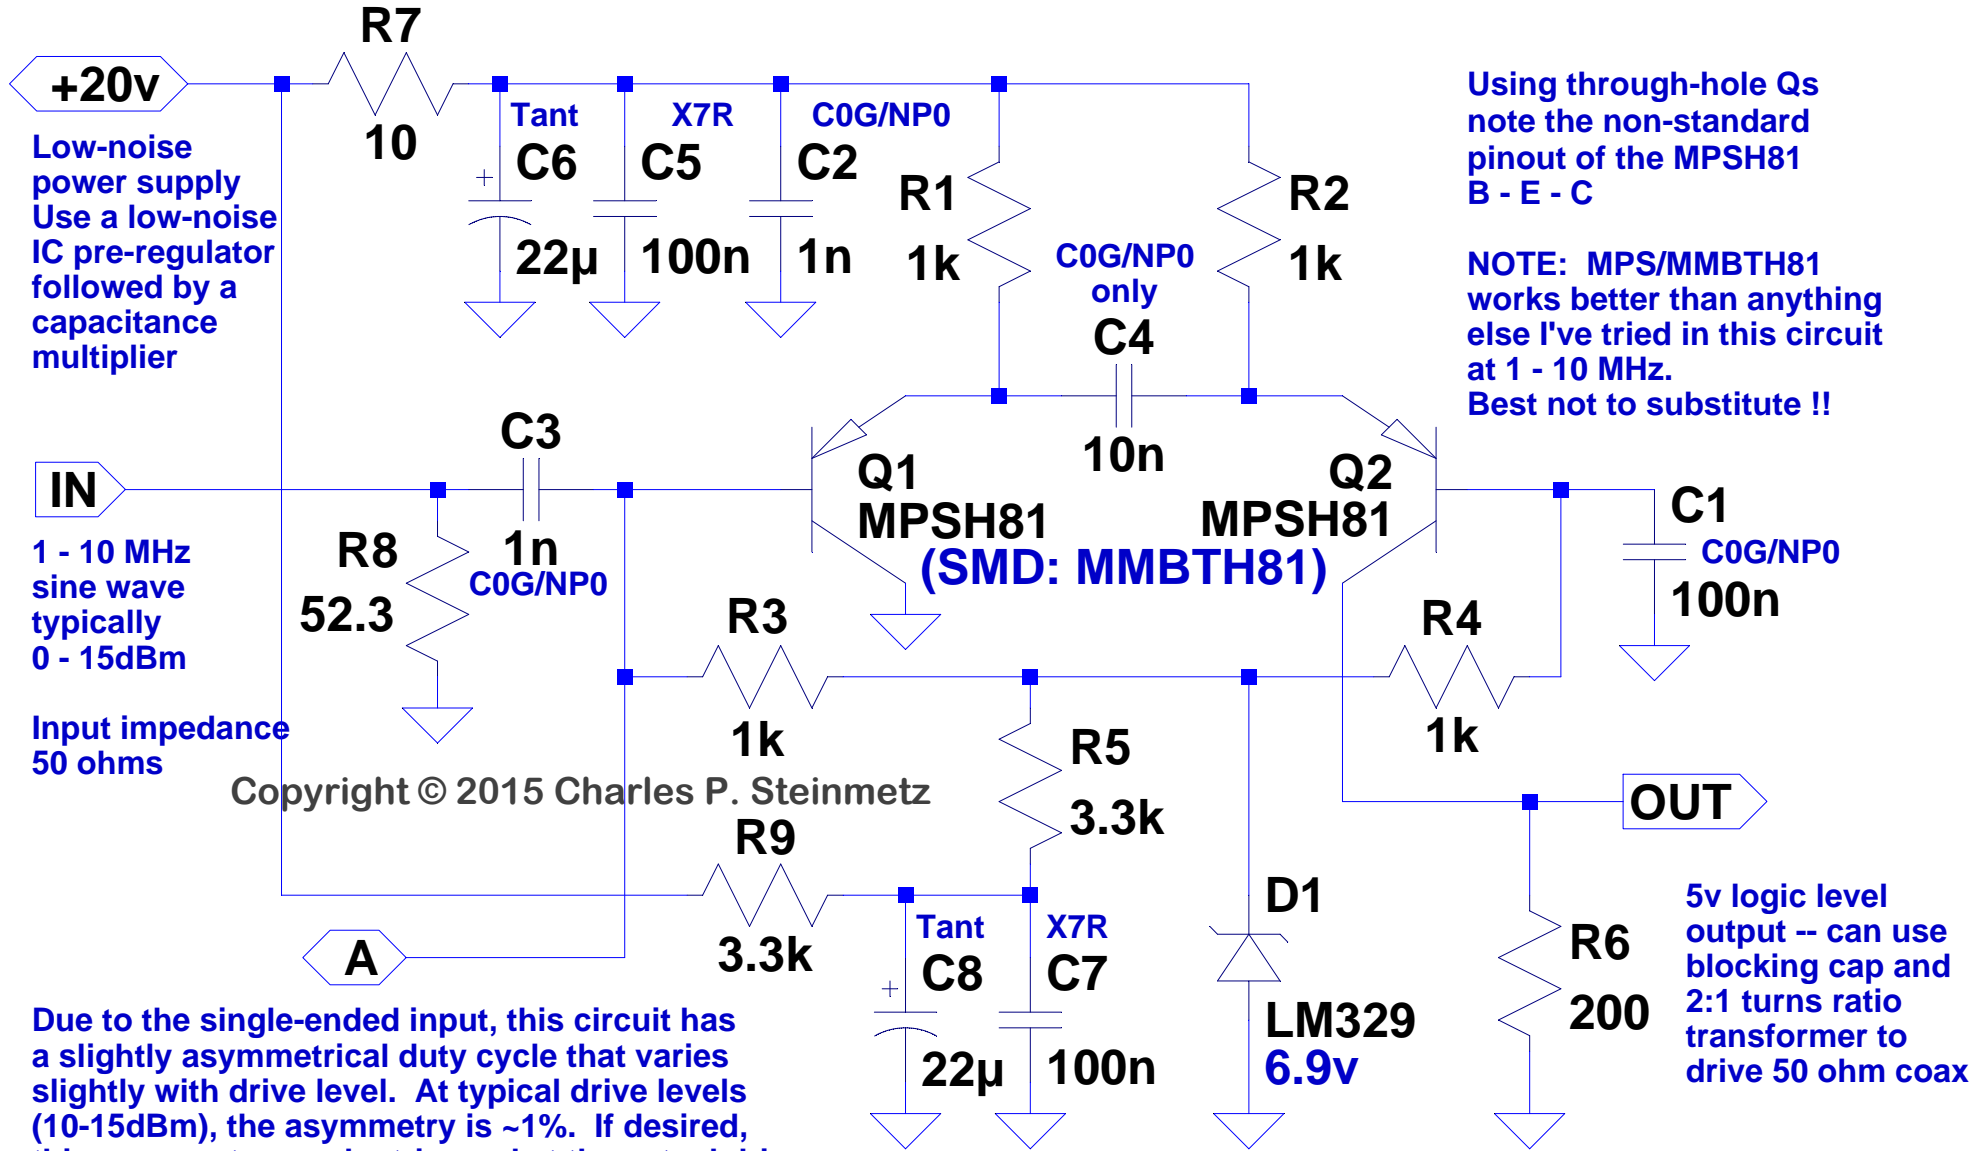 R7
+20v
10
Low-noise
power supply
Use a low-noise
IC pre-regulator
followed by a
capacitance
multiplier
Tant
C6
+
22µ
X7R
C5
100n
C0G/NP0
C2
1n
R1
1k
R2
1k
C0G/NP0
only
C4
10n
Using through-hole Qs
note the non-standard
pinout of the MPSH81
B - E - C
NOTE:  MPS/MMBTH81
works better than anything
else I've tried in this circuit
at 1 - 10 MHz.
Best not to substitute !!
IN
C3
1n
C0G/NP0
1 - 10 MHz
sine wave
typically
0 - 15dBm
Input impedance
50 ohms
R8
52.3
Q1
MPSH81
Q2
MPSH81
(SMD: MMBTH81)
C1
C0G/NP0
100n
R3
1k
R4
1k
R5
3.3k
Copyright © 2015 Charles P. Steinmetz
R9
3.3k
OUT
A
Tant
C8
+
22µ
X7R
C7
100n
D1
LM329
6.9v
R6
200
5v logic level
output -- can use
blocking cap and
2:1 turns ratio
transformer to
drive 50 ohm coax
Due to the single-ended input, this circuit has
a slightly asymmetrical duty cycle that varies
slightly with drive level.  At typical drive levels
(10-15dBm), the asymmetry is ~1%.  If desired,